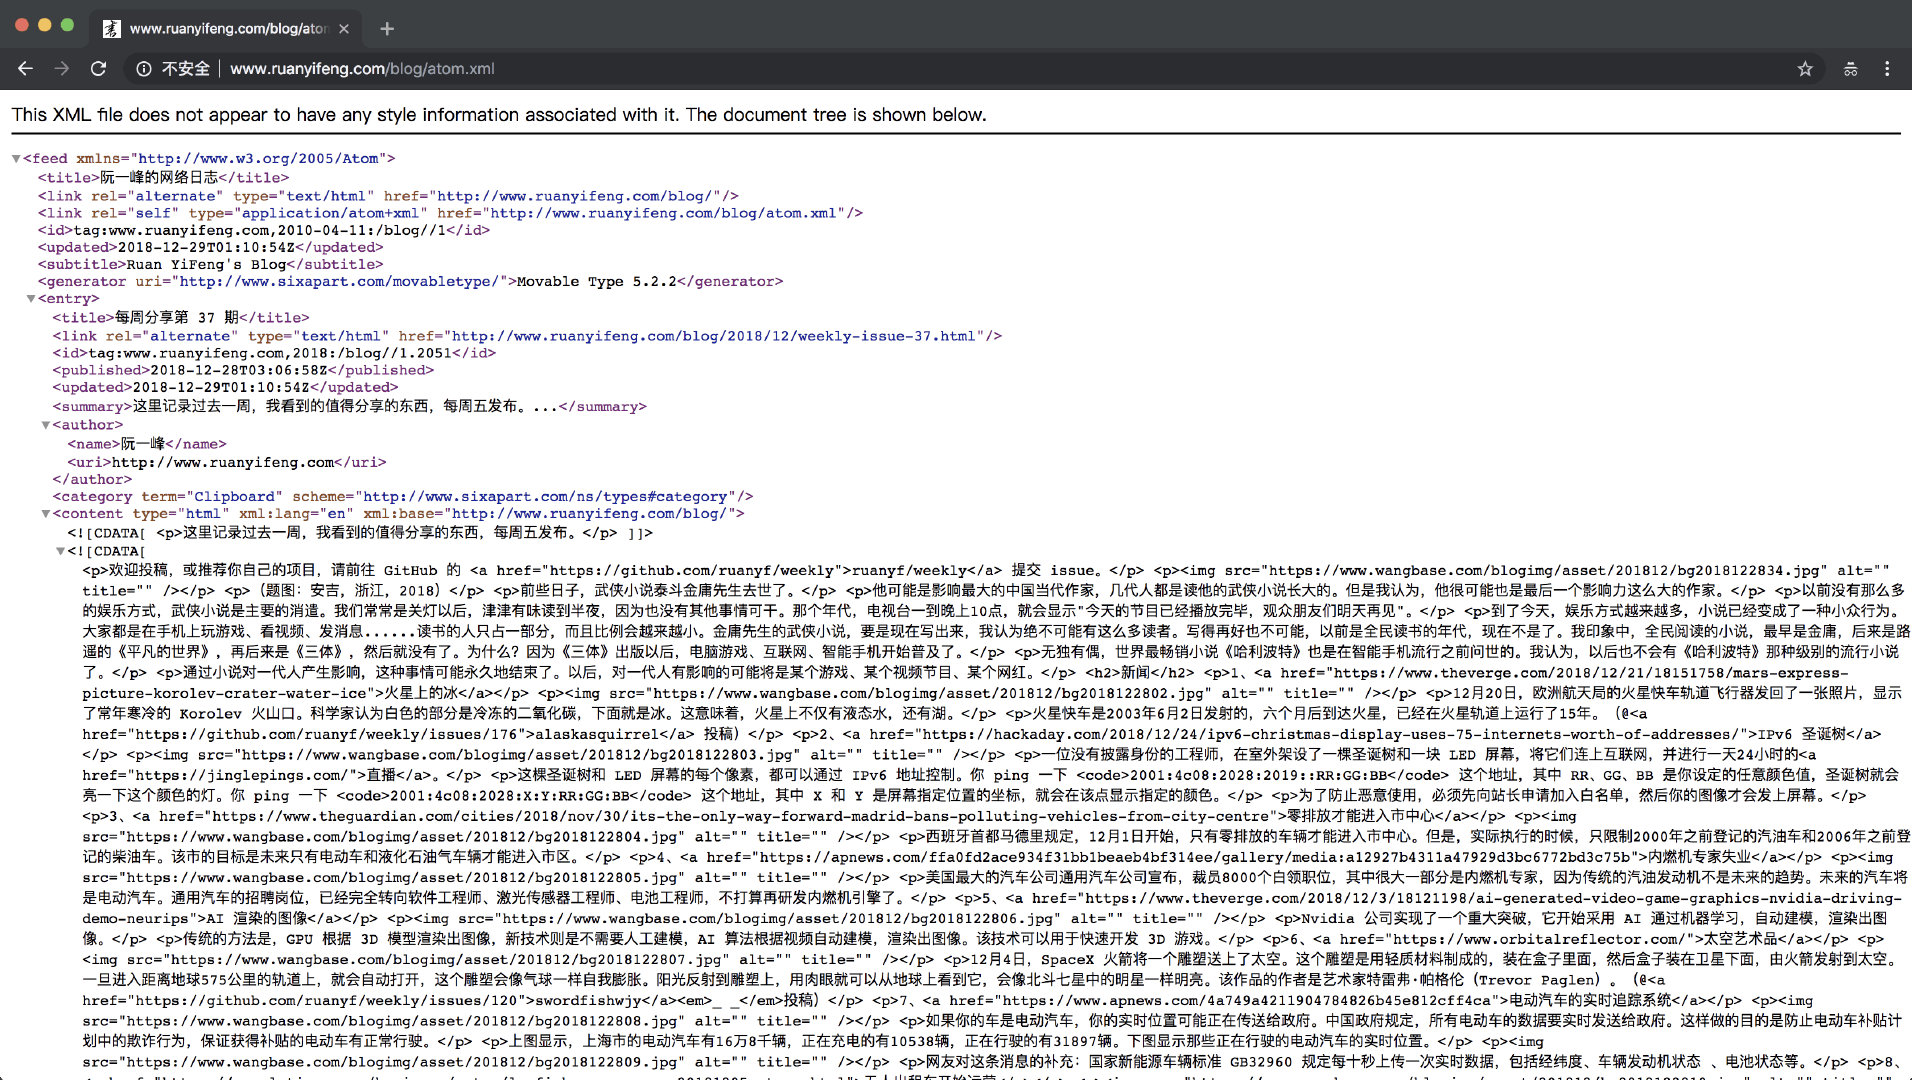 www.ruanyifeng.com/blog/ato
不安全 | www.ruanyifeng.com/blog/atom.xml
This XML file does not appear to have any style information associated with it. The document tree is shown below.
▼<feed xmlns="http://www.w3.org/2005/Atom">
<title>阮一峰的网络日志</title>
<link rel="alternate" type="text/html" href="http://www.ruanyifeng.com/blog/"/>
<link rel="self" type="application/atom+xml" href="http://www.ruanyifeng.com/blog/atom.xml"/>
<id>tag:www.ruanyifeng.com,2010-04-11:/blog//1</id>
<updated>2018-12-29T01:10:54Z</updated>
<subtitle>Ruan YiFeng's Blog</subtitle>
<generator uri="http://www.sixapart.com/movabletype/">Movable Type 5.2.2</generator>
▼<entry>
<title>每周分享第 37 期</title>
<link rel="alternate" type="text/html" href="http://www.ruanyifeng.com/blog/2018/12/weekly-issue-37.html"/>
<id>tag:www.ruanyifeng.com,2018:/blog//1.2051</id>
<published>2018-12-28T03:06:58Z</published>
<updated>2018-12-29T01:10:54Z</updated>
<summary>这里记录过去一周，我看到的值得分享的东西，每周五发布。...</summary>
▼<author>
<name>阮一峰</name>
<uri>http://www.ruanyifeng.com</uri>
</author>
<category term="Clipboard" scheme="http://www.sixapart.com/ns/types#category"/>
▼<content type="html" xml:lang="en" xml:base="http://www.ruanyifeng.com/blog/">
<![CDATA[ <p>这里记录过去一周，我看到的值得分享的东西，每周五发布。</p> ]]>
▼<![CDATA[
<p>欢迎投稿，或推荐你自己的项目，请前往 GitHub 的 <a href="https://github.com/ruanyf/weekly">ruanyf/weekly</a> 提交 issue。</p> <p><img src="https://www.wangbase.com/blogimg/asset/201812/bg2018122834.jpg" alt=""
title="" /></p> <p>（题图：安吉，浙江，2018）</p> <p>前些日子，武侠小说泰斗金庸先生去世了。</p> <p>他可能是影响最大的中国当代作家，几代人都是读他的武侠小说长大的。但是我认为，他很可能也是最后一个影响力这么大的作家。</p> <p>以前没有那么多
的娱乐方式，武侠小说是主要的消遣。我们常常是关灯以后，津津有味读到半夜，因为也没有其他事情可干。那个年代，电视台一到晚上10点，就会显示"今天的节目已经播放完毕，观众朋友们明天再见"。</p> <p>到了今天，娱乐方式越来越多，小说已经变成了一种小众行为。
大家都是在手机上玩游戏、看视频、发消息......读书的人只占一部分，而且比例会越来越小。金庸先生的武侠小说，要是现在写出来，我认为绝不可能有这么多读者。写得再好也不可能，以前是全民读书的年代，现在不是了。我印象中，全民阅读的小说，最早是金庸，后来是路
遥的《平凡的世界》，再后来是《三体》，然后就没有了。为什么？因为《三体》出版以后，电脑游戏、互联网、智能手机开始普及了。</p> <p>无独有偶，世界最畅销小说《哈利波特》也是在智能手机流行之前问世的。我认为，以后也不会有《哈利波特》那种级别的流行小说
了。</p> <p>通过小说对一代人产生影响，这种事情可能永久地结束了。以后，对一代人有影响的可能将是某个游戏、某个视频节目、某个网红。</p> <h2>新闻</h2> <p>1、<a href="https://www.theverge.com/2018/12/21/18151758/mars-express-
picture-korolev-crater-water-ice">火星上的冰</a></p> <p><img src="https://www.wangbase.com/blogimg/asset/201812/bg2018122802.jpg" alt="" title="" /></p> <p>12月20日，欧洲航天局的火星快车轨道飞行器发回了一张照片，显示
了常年寒冷的 Korolev 火山口。科学家认为白色的部分是冷冻的二氧化碳，下面就是冰。这意味着，火星上不仅有液态水，还有湖。</p> <p>火星快车是2003年6月2日发射的，六个月后到达火星，已经在火星轨道上运行了15年。（@<a
href="https://github.com/ruanyf/weekly/issues/176">alaskasquirrel</a> 投稿）</p> <p>2、<a href="https://hackaday.com/2018/12/24/ipv6-christmas-display-uses-75-internets-worth-of-addresses/">IPv6 圣诞树</a>
</p> <p><img src="https://www.wangbase.com/blogimg/asset/201812/bg2018122803.jpg" alt="" title="" /></p> <p>一位没有披露身份的工程师，在室外架设了一棵圣诞树和一块 LED 屏幕，将它们连上互联网，并进行一天24小时的<a
href="https://jinglepings.com/">直播</a>。</p> <p>这棵圣诞树和 LED 屏幕的每个像素，都可以通过 IPv6 地址控制。你 ping 一下 <code>2001:4c08:2028:2019::RR:GG:BB</code> 这个地址，其中 RR、GG、BB 是你设定的任意颜色值，圣诞树就会
亮一下这个颜色的灯。你 ping 一下 <code>2001:4c08:2028:X:Y:RR:GG:BB</code> 这个地址，其中 X 和 Y 是屏幕指定位置的坐标，就会在该点显示指定的颜色。</p> <p>为了防止恶意使用，必须先向站长申请加入白名单，然后你的图像才会发上屏幕。</p>
<p>3、<a href="https://www.theguardian.com/cities/2018/nov/30/its-the-only-way-forward-madrid-bans-polluting-vehicles-from-city-centre">零排放才能进入市中心</a></p> <p><img
src="https://www.wangbase.com/blogimg/asset/201812/bg2018122804.jpg" alt="" title="" /></p> <p>西班牙首都马德里规定，12月1日开始，只有零排放的车辆才能进入市中心。但是，实际执行的时候，只限制2000年之前登记的汽油车和2006年之前登
记的柴油车。该市的目标是未来只有电动车和液化石油气车辆才能进入市区。</p> <p>4、<a href="https://apnews.com/ffa0fd2ace934f31bb1beaeb4bf314ee/gallery/media:a12927b4311a47929d3bc6772bd3c75b">内燃机专家失业</a></p> <p><img
src="https://www.wangbase.com/blogimg/asset/201812/bg2018122805.jpg" alt="" title="" /></p> <p>美国最大的汽车公司通用汽车公司宣布，裁员8000个白领职位，其中很大一部分是内燃机专家，因为传统的汽油发动机不是未来的趋势。未来的汽车将
是电动汽车。通用汽车的招聘岗位，已经完全转向软件工程师、激光传感器工程师、电池工程师，不打算再研发内燃机引擎了。</p> <p>5、<a href="https://www.theverge.com/2018/12/3/18121198/ai-generated-video-game-graphics-nvidia-driving-
demo-neurips">AI 渲染的图像</a></p> <p><img src="https://www.wangbase.com/blogimg/asset/201812/bg2018122806.jpg" alt="" title="" /></p> <p>Nvidia 公司实现了一个重大突破，它开始采用 AI 通过机器学习，自动建模，渲染出图
像。</p> <p>传统的方法是，GPU 根据 3D 模型渲染出图像，新技术则是不需要人工建模，AI 算法根据视频自动建模，渲染出图像。该技术可以用于快速开发 3D 游戏。</p> <p>6、<a href="https://www.orbitalreflector.com/">太空艺术品</a></p> <p>
<img src="https://www.wangbase.com/blogimg/asset/201812/bg2018122807.jpg" alt="" title="" /></p> <p>12月4日，SpaceX 火箭将一个雕塑送上了太空。这个雕塑是用轻质材料制成的，装在盒子里面，然后盒子装在卫星下面，由火箭发射到太空。
一旦进入距离地球575公里的轨道上，就会自动打开，这个雕塑会像气球一样自我膨胀。阳光反射到雕塑上，用肉眼就可以从地球上看到它，会像北斗七星中的明星一样明亮。该作品的作者是艺术家特雷弗·帕格伦（Trevor Paglen）。（@<a
href="https://github.com/ruanyf/weekly/issues/120">swordfishwjy</a><em>_ _</em>投稿）</p> <p>7、<a href="https://www.apnews.com/4a749a4211904784826b45e812cff4ca">电动汽车的实时追踪系统</a></p> <p><img
src="https://www.wangbase.com/blogimg/asset/201812/bg2018122808.jpg" alt="" title="" /></p> <p>如果你的车是电动汽车，你的实时位置可能正在传送给政府。中国政府规定，所有电动车的数据要实时发送给政府。这样做的目的是防止电动车补贴计
划中的欺诈行为，保证获得补贴的电动车有正常行驶。</p> <p>上图显示，上海市的电动汽车有16万8千辆，正在充电的有10538辆，正在行驶的有31897辆。下图显示那些正在行驶的电动汽车的实时位置。</p> <p><img
src="https://www.wangbase.com/blogimg/asset/201812/bg2018122809.jpg" alt="" title="" /></p> <p>网友对这条消息的补充：国家新能源车辆标准 GB32960 规定每十秒上传一次实时数据，包括经纬度、车辆发动机状态 、电池状态等。</p> <p>8、